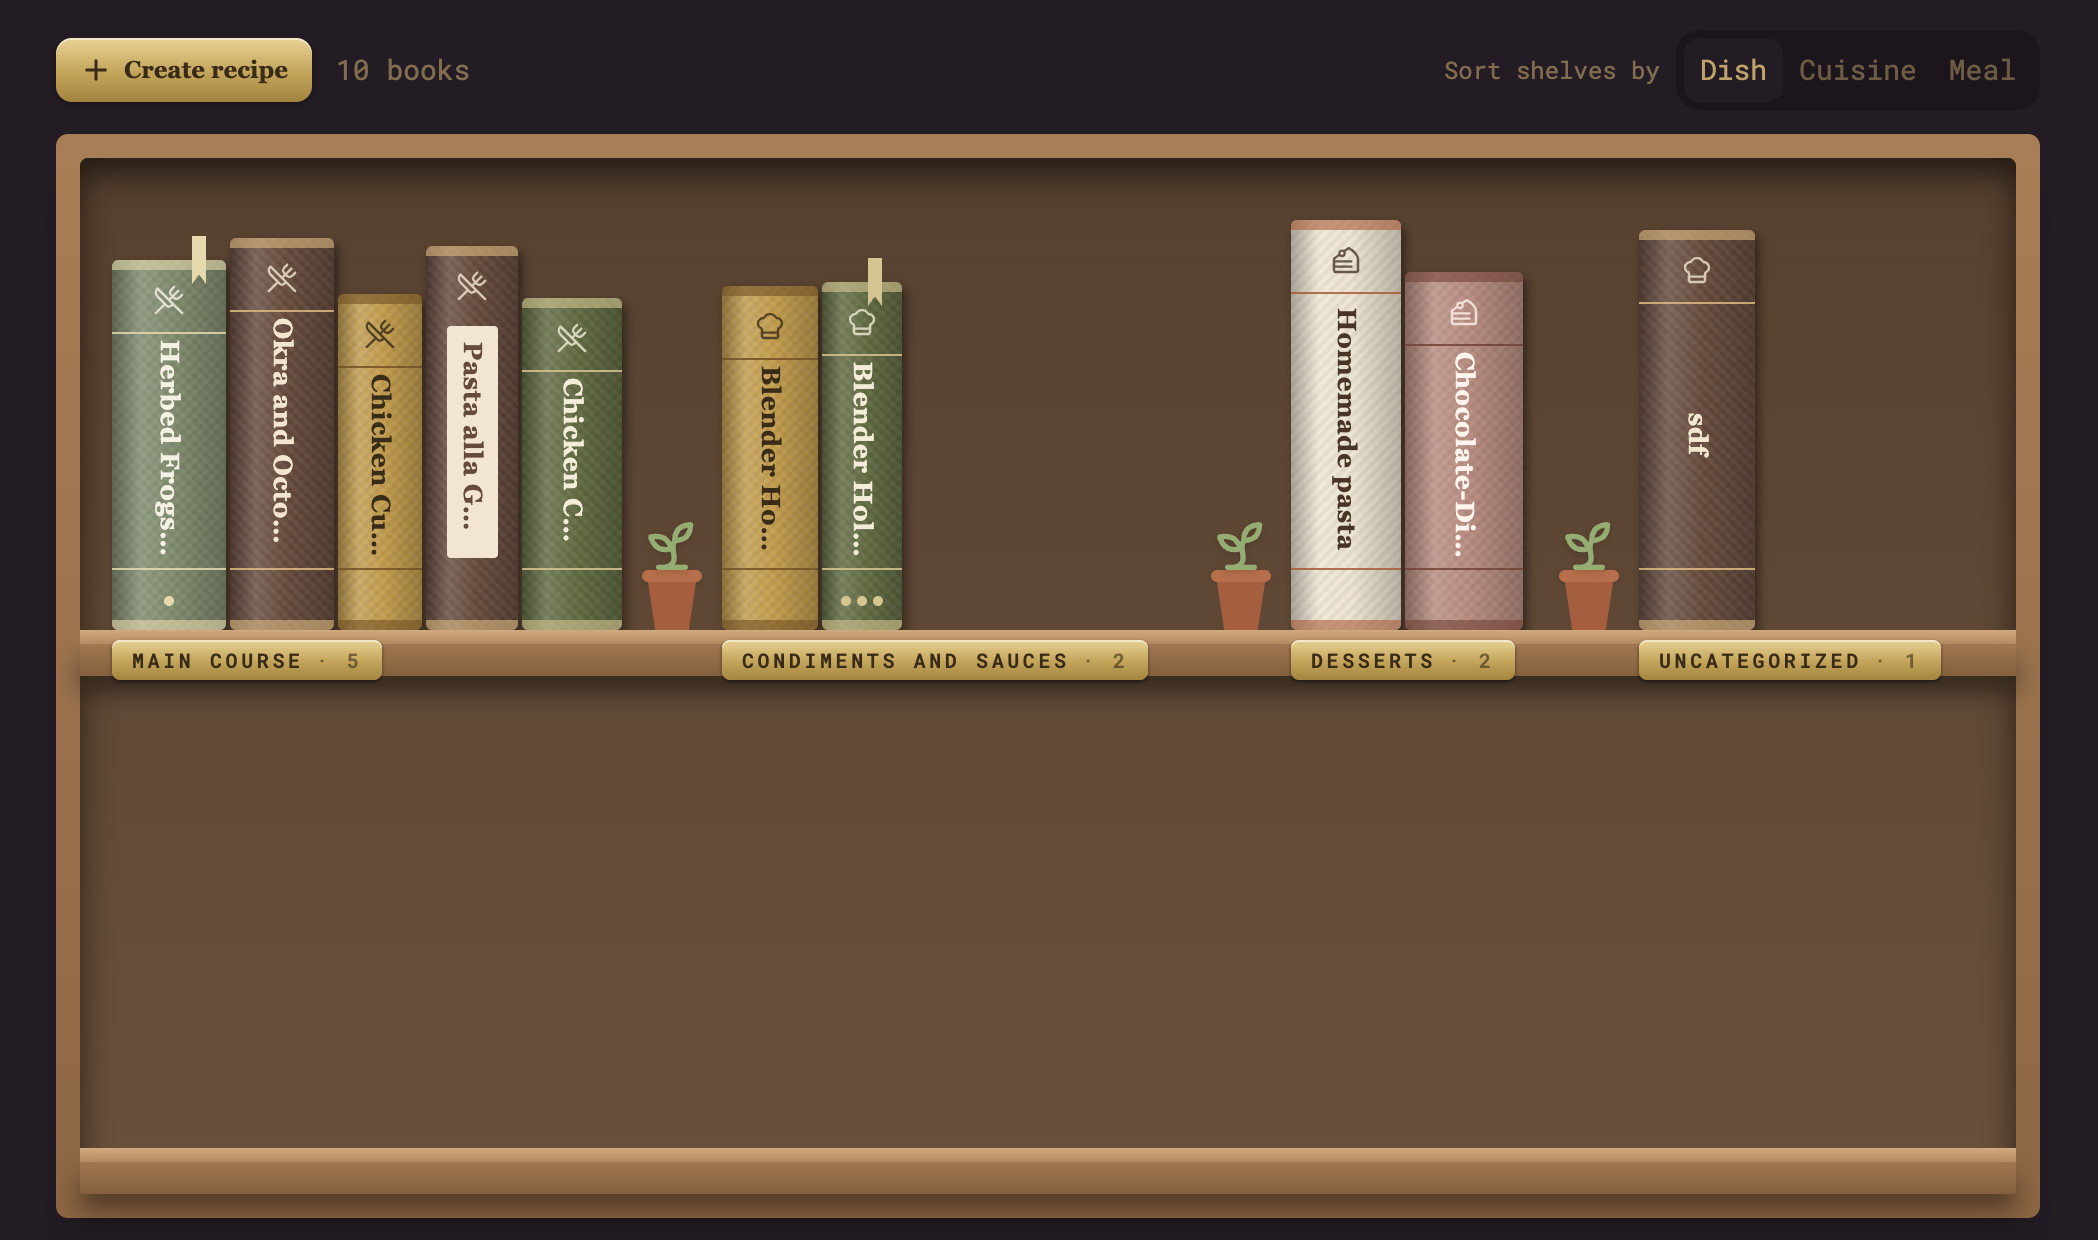 + Create recipe
10 books
Sort shelves by
Dish
Cuisine
Meal
Herbed Frogs...
Okra and Octo...
Chicken Cu...
Pasta alla G...
Chicken C...
Blender Ho...
Blender Hol...
Homemade pasta
Chocolate-Di...
sdf
MAIN COURSE · 5
CONDIMENTS AND SAUCES · 2
DESSERTS · 2
UNCATEGORIZED · 1